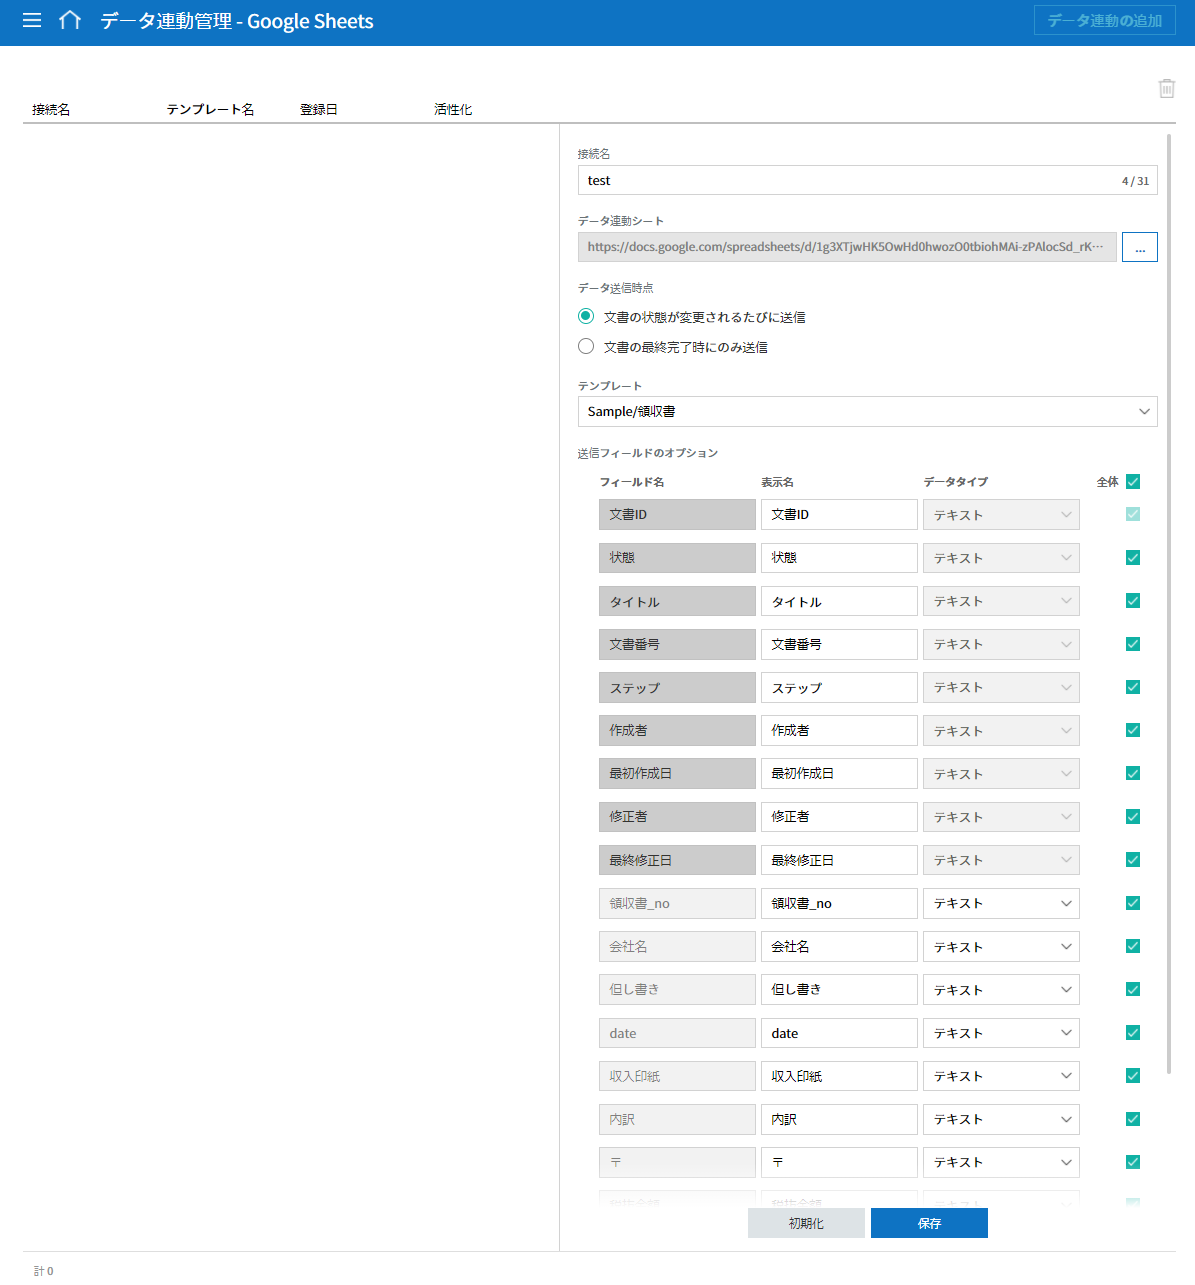 データ連動管理 - Google Sheets
データ連動の追加
接続名 テンプレート名 登録日 活性化
接続名
test 4 / 31
データ連動シート
https://docs.google.com/spreadsheets/d/1g3XTjwHK5OwHd0hwozO0tbiohMAi-zPAlocSd_rK··· ...
データ送信時点
文書の状態が変更されるたびに送信
文書の最終完了時にのみ送信
テンプレート
Sample/領収書
送信フィールドのオプション
フィールド名 表示名 データタイプ 全体
文書ID 文書ID テキスト
状態 状態 テキスト
タイトル タイトル テキスト
文書番号 文書番号 テキスト
ステップ ステップ テキスト
作成者 作成者 テキスト
最初作成日 最初作成日 テキスト
修正者 修正者 テキスト
最終修正日 最終修正日 テキスト
領収書_no 領収書_no テキスト
会社名 会社名 テキスト
但し書き 但し書き テキスト
date date テキスト
収入印紙 収入印紙 テキスト
内訳 内訳 テキスト
〒 〒 テキスト
初期化 保存
計 0